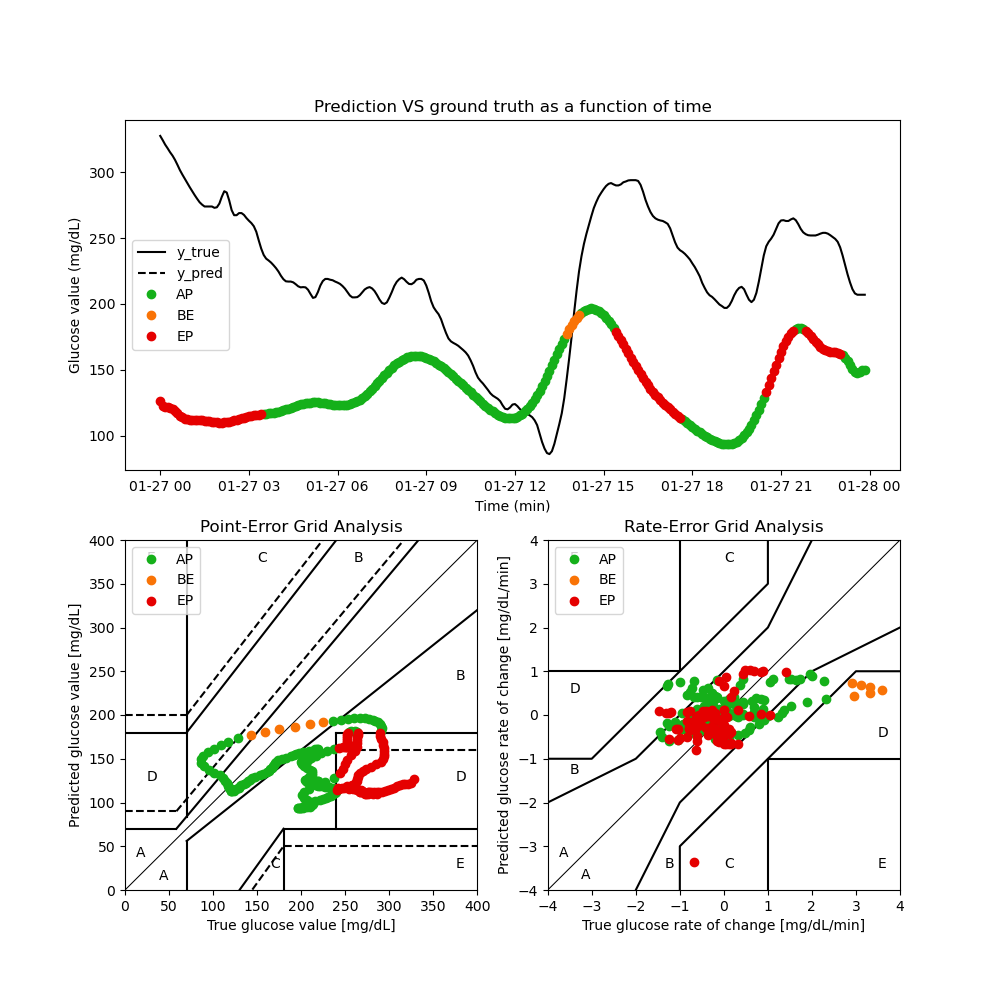 Prediction VS ground truth as a function of time
Glucose value (mg/dL)
300
250
200
150
100
y_true
y_pred
AP
BE
EP
01-27 00 01-27 03 01-27 06 01-27 09 01-27 12 01-27 15 01-27 18 01-27 21 01-28 00
Time (min)
Point-Error Grid Analysis
Predicted glucose value [mg/dL]
400
350
300
250
200
150
100
50
0
AP
BE
EP
C B
B
D D
A
A C E
0 50 100 150 200 250 300 350 400
True glucose value [mg/dL]
Rate-Error Grid Analysis
Predicted glucose rate of change [mg/dL/min]
4
3
2
1
0
−1
−2
−3
−4
AP
BE
EP
C
D
D
B
A
A B C E
−4 −3 −2 −1 0 1 2 3 4
True glucose rate of change [mg/dL/min]